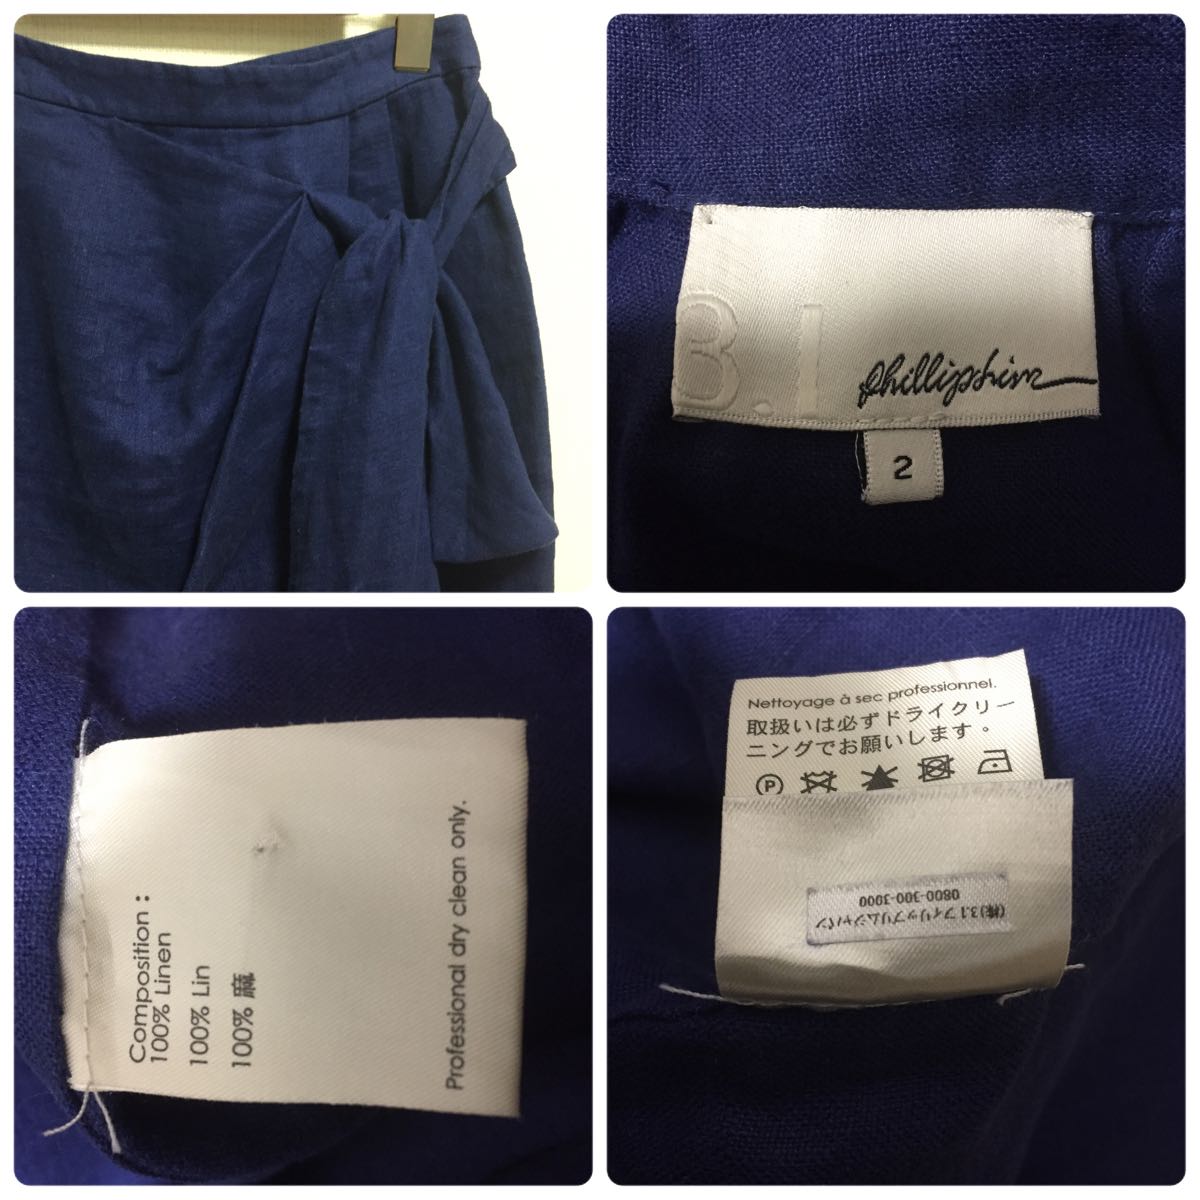 3.1
phillip lim
2
Composition :
100% Linen
100% Lin
100% 麻
Professional dry clean only.
Nettoyage à sec professionnel.
取扱いは必ずドライクリー
ニングでお願いします。
P
(株)3.1 フィリップリムジャパン
0800-300-3000